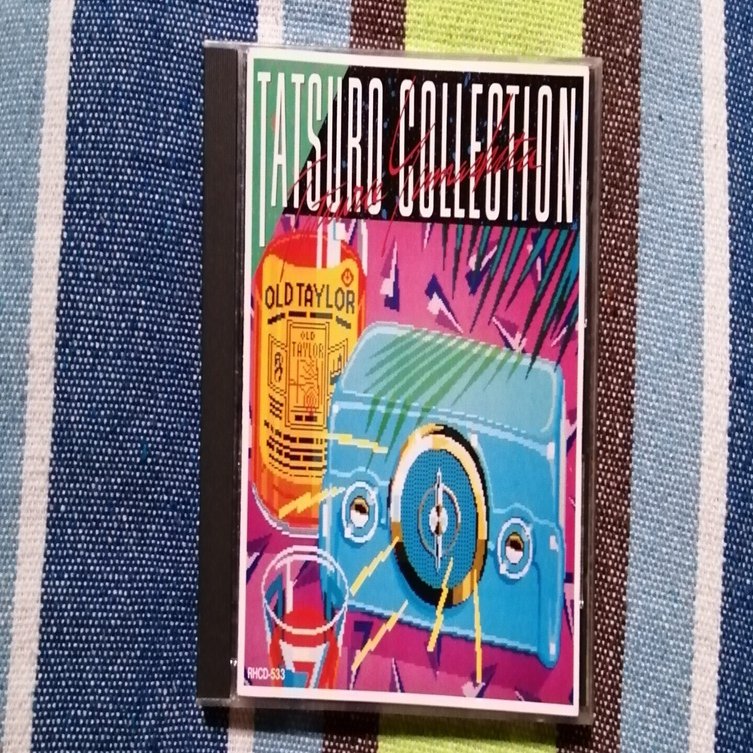 TATSURO COLLECTION
Tatsuro Yamashita
OLD TAYLOR
OLD
TAYLOR
RHCD-533